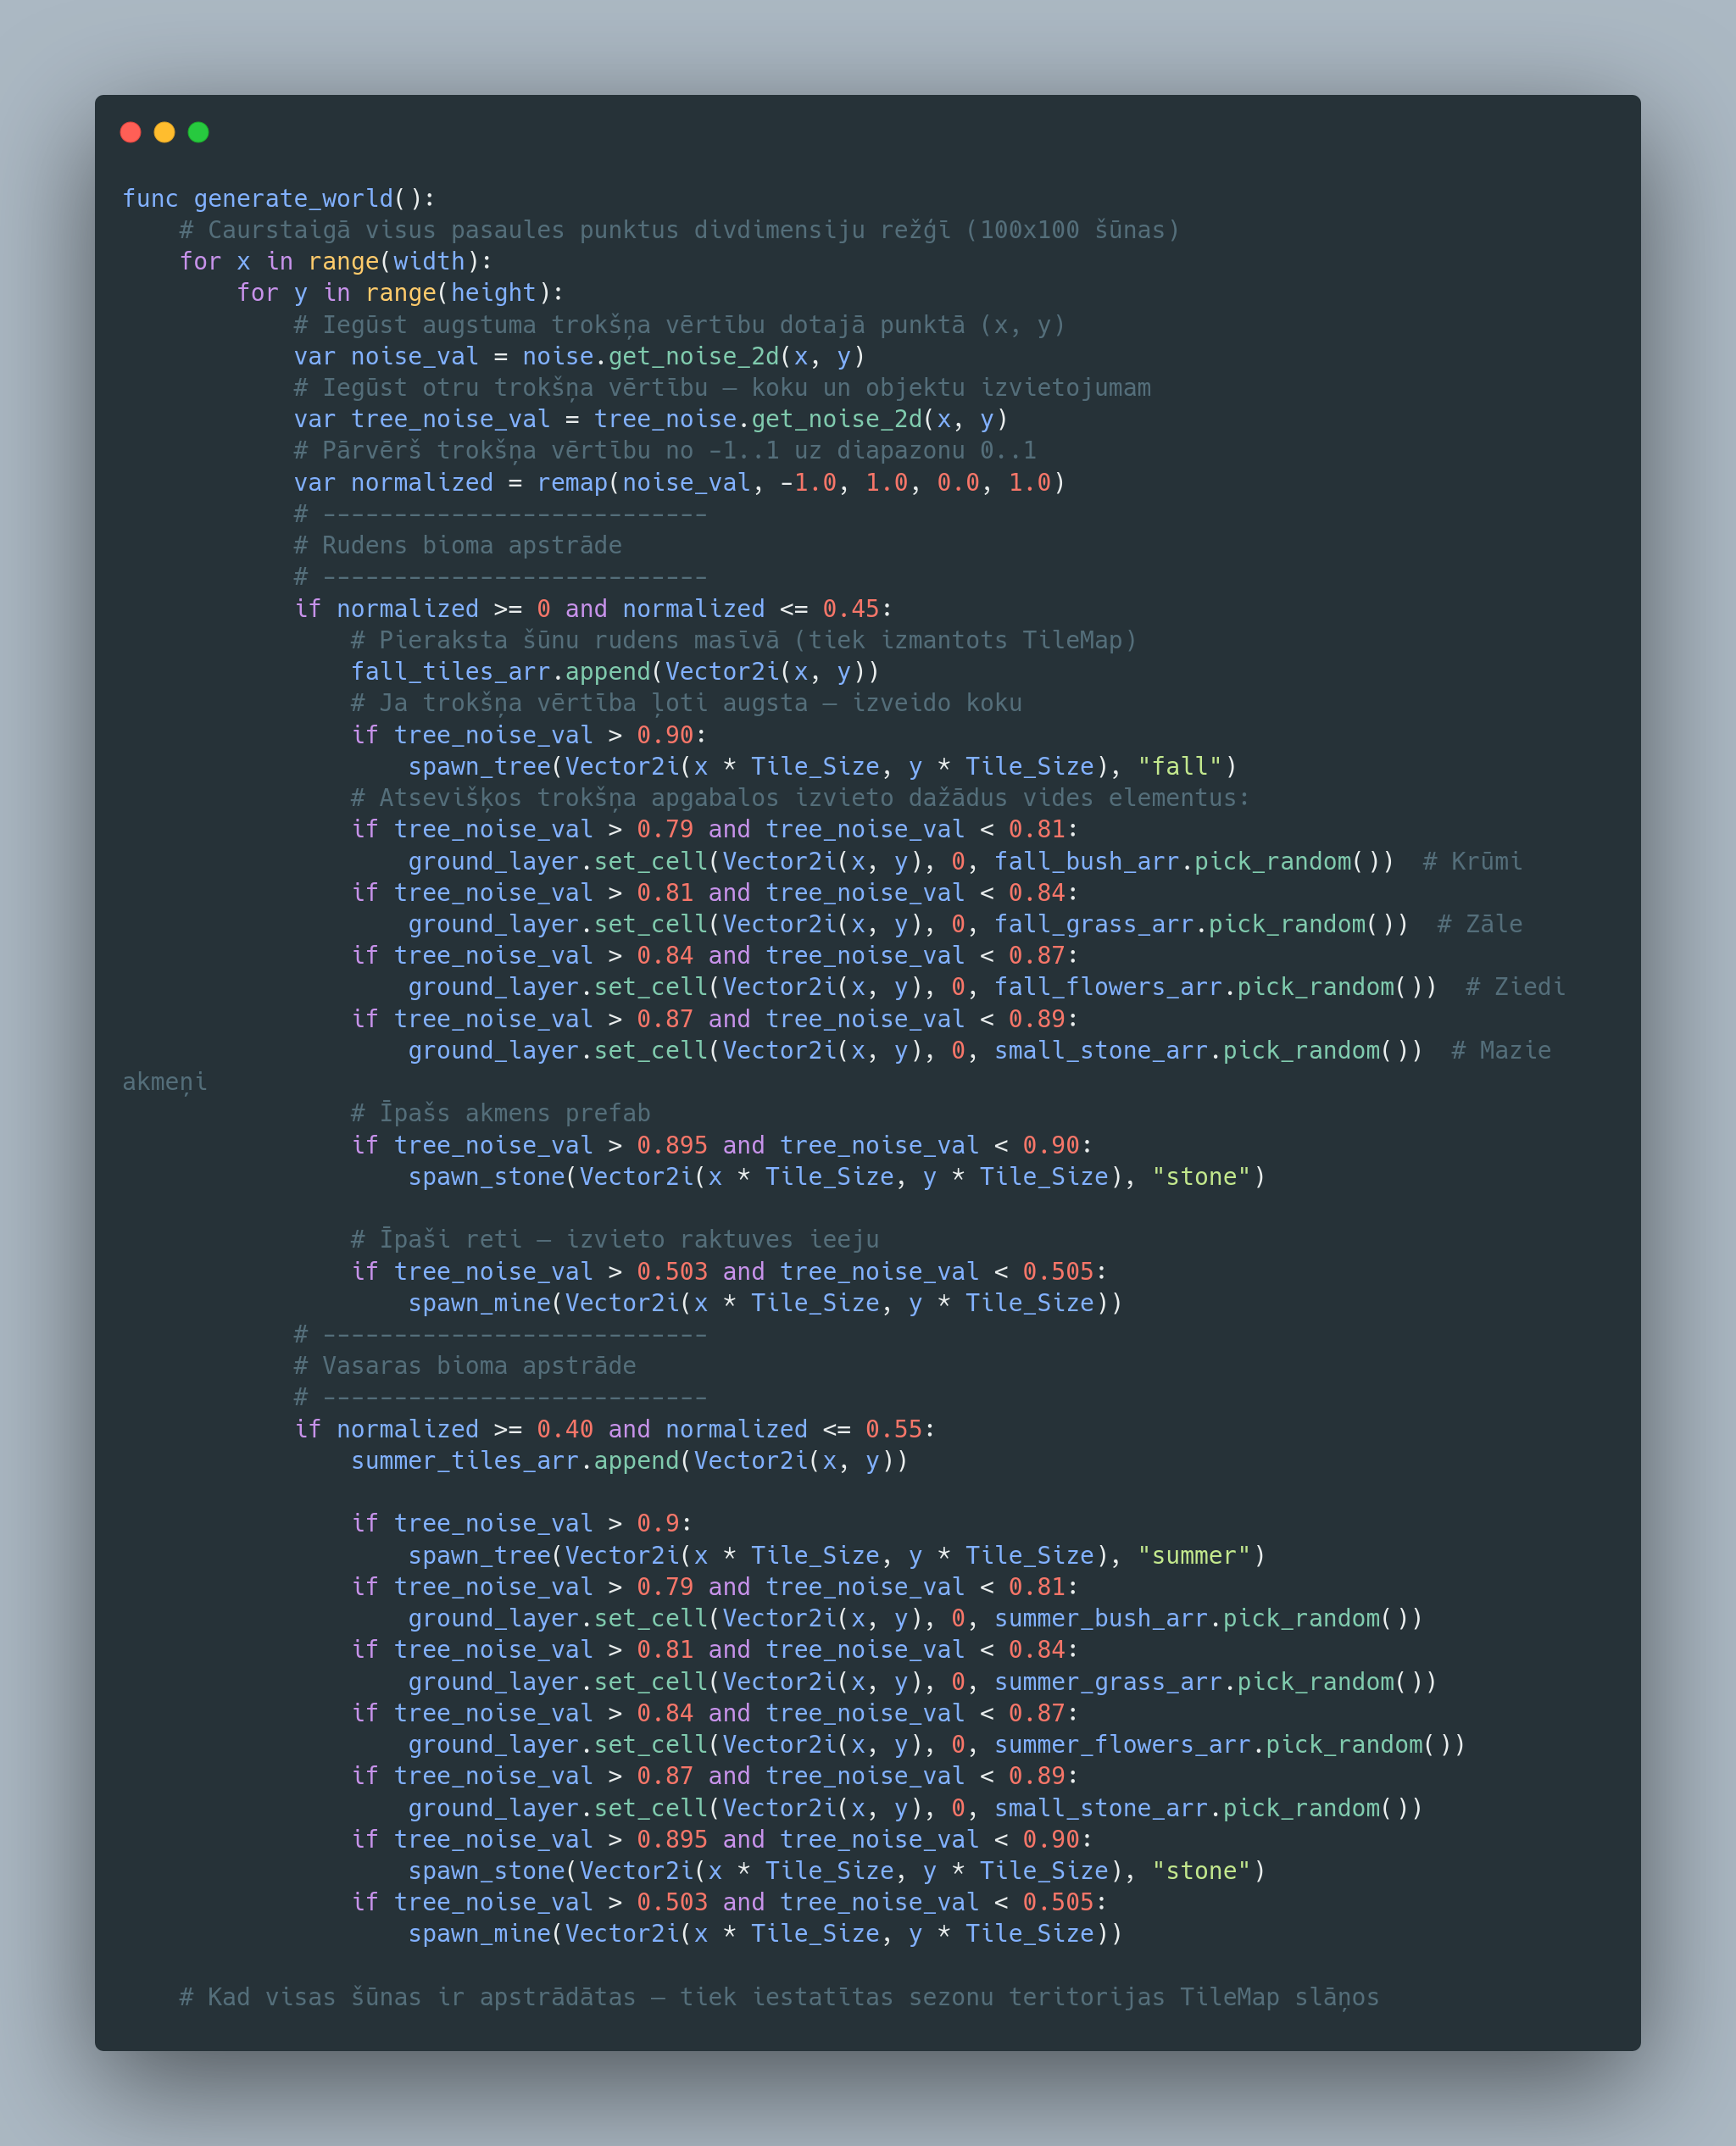 func generate_world():
    # Caurstaigā visus pasaules punktus divdimensiju režģī (100x100 šūnas)
    for x in range(width):
        for y in range(height):
            # Iegūst augstuma trokšņa vērtību dotajā punktā (x, y)
            var noise_val = noise.get_noise_2d(x, y)
            # Iegūst otru trokšņa vērtību – koku un objektu izvietojumam
            var tree_noise_val = tree_noise.get_noise_2d(x, y)
            # Pārvērš trokšņa vērtību no -1..1 uz diapazonu 0..1
            var normalized = remap(noise_val, -1.0, 1.0, 0.0, 1.0)
            # ---------------------------
            # Rudens bioma apstrāde
            # ---------------------------
            if normalized >= 0 and normalized <= 0.45:
                # Pieraksta šūnu rudens masīvā (tiek izmantots TileMap)
                fall_tiles_arr.append(Vector2i(x, y))
                # Ja trokšņa vērtība ļoti augsta – izveido koku
                if tree_noise_val > 0.90:
                    spawn_tree(Vector2i(x * Tile_Size, y * Tile_Size), "fall")
                # Atsevišķos trokšņa apgabalos izvieto dažādus vides elementus:
                if tree_noise_val > 0.79 and tree_noise_val < 0.81:
                    ground_layer.set_cell(Vector2i(x, y), 0, fall_bush_arr.pick_random())  # Krūmi
                if tree_noise_val > 0.81 and tree_noise_val < 0.84:
                    ground_layer.set_cell(Vector2i(x, y), 0, fall_grass_arr.pick_random())  # Zāle
                if tree_noise_val > 0.84 and tree_noise_val < 0.87:
                    ground_layer.set_cell(Vector2i(x, y), 0, fall_flowers_arr.pick_random())  # Ziedi
                if tree_noise_val > 0.87 and tree_noise_val < 0.89:
                    ground_layer.set_cell(Vector2i(x, y), 0, small_stone_arr.pick_random())  # Mazie
akmeņi
                # Īpašs akmens prefab
                if tree_noise_val > 0.895 and tree_noise_val < 0.90:
                    spawn_stone(Vector2i(x * Tile_Size, y * Tile_Size), "stone")

                # Īpaši reti – izvieto raktuves ieeju
                if tree_noise_val > 0.503 and tree_noise_val < 0.505:
                    spawn_mine(Vector2i(x * Tile_Size, y * Tile_Size))
            # ---------------------------
            # Vasaras bioma apstrāde
            # ---------------------------
            if normalized >= 0.40 and normalized <= 0.55:
                summer_tiles_arr.append(Vector2i(x, y))

                if tree_noise_val > 0.9:
                    spawn_tree(Vector2i(x * Tile_Size, y * Tile_Size), "summer")
                if tree_noise_val > 0.79 and tree_noise_val < 0.81:
                    ground_layer.set_cell(Vector2i(x, y), 0, summer_bush_arr.pick_random())
                if tree_noise_val > 0.81 and tree_noise_val < 0.84:
                    ground_layer.set_cell(Vector2i(x, y), 0, summer_grass_arr.pick_random())
                if tree_noise_val > 0.84 and tree_noise_val < 0.87:
                    ground_layer.set_cell(Vector2i(x, y), 0, summer_flowers_arr.pick_random())
                if tree_noise_val > 0.87 and tree_noise_val < 0.89:
                    ground_layer.set_cell(Vector2i(x, y), 0, small_stone_arr.pick_random())
                if tree_noise_val > 0.895 and tree_noise_val < 0.90:
                    spawn_stone(Vector2i(x * Tile_Size, y * Tile_Size), "stone")
                if tree_noise_val > 0.503 and tree_noise_val < 0.505:
                    spawn_mine(Vector2i(x * Tile_Size, y * Tile_Size))

    # Kad visas šūnas ir apstrādātas – tiek iestatītas sezonu teritorijas TileMap slāņos